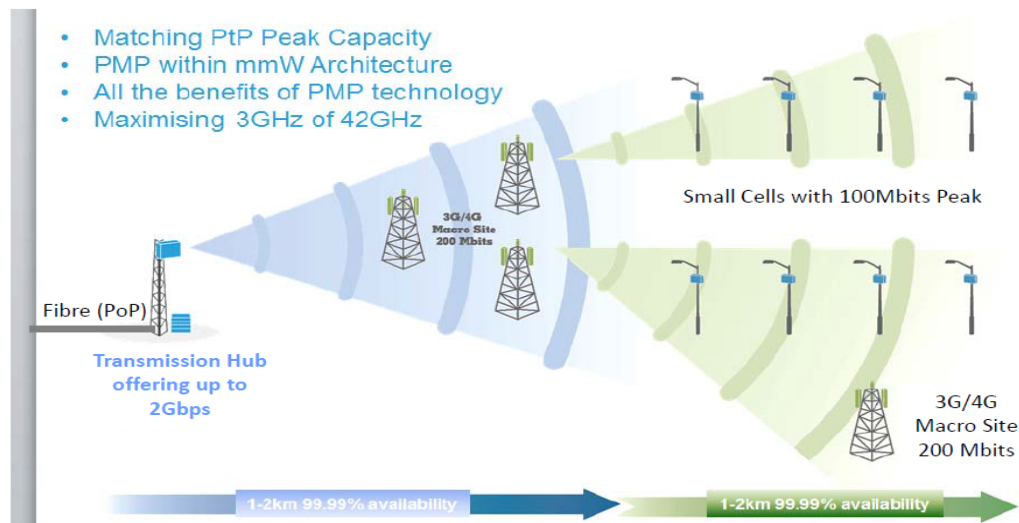 • Matching PtP Peak Capacity
• PMP within mmW Architecture
• All the benefits of PMP technology
• Maximising 3GHz of 42GHz
3G/4G
Macro Site
200 Mbits
Small Cells with 100Mbits Peak
Fibre (PoP)
Transmission Hub
offering up to
2Gbps
3G/4G
Macro Site
200 Mbits
1-2km 99.99% availability
1-2km 99.99% availability